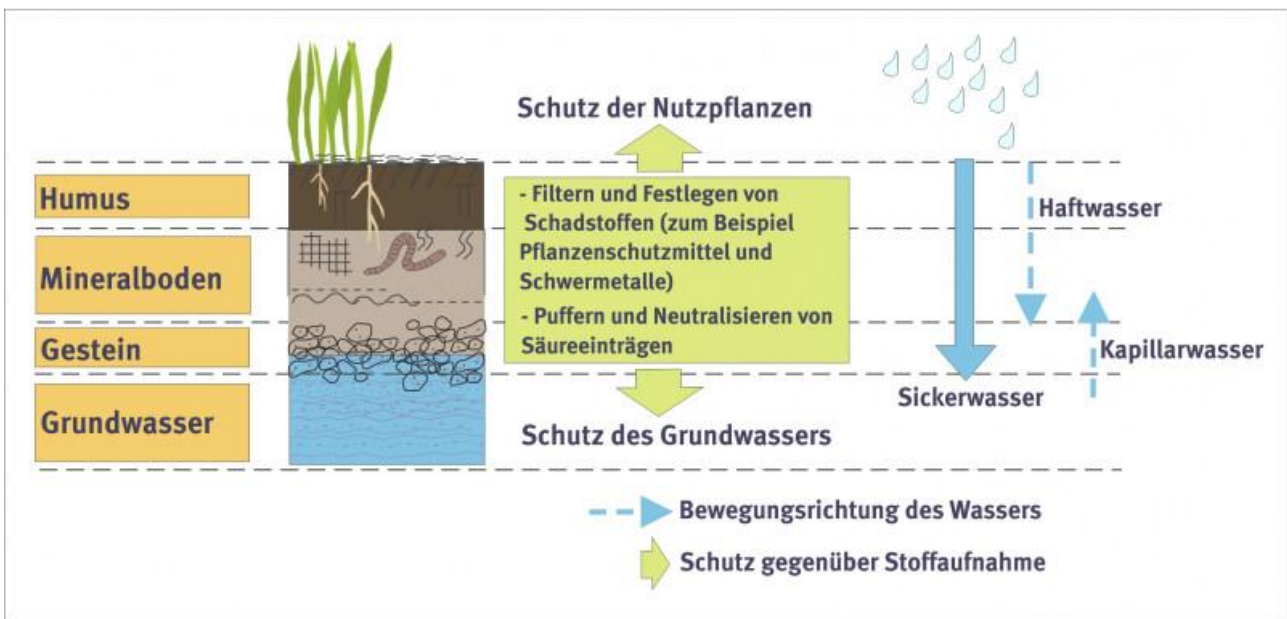 Schutz der Nutzpflanzen
Humus
Mineralboden
Gestein
Grundwasser
- Filtern und Festlegen von
Schadstoffen (zum Beispiel
Pflanzenschutzmittel und
Schwermetalle)
- Puffern und Neutralisieren von
Säureeinträgen
Schutz des Grundwassers
Haftwasser
Kapillarwasser
Sickerwasser
Bewegungsrichtung des Wassers
Schutz gegenüber Stoffaufnahme